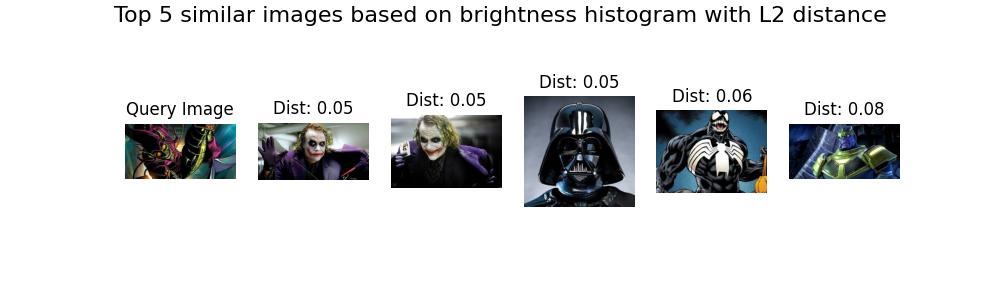 Top 5 similar images based on brightness histogram with L2 distance
Query Image
Dist: 0.05
Dist: 0.05
Dist: 0.05
Dist: 0.06
Dist: 0.08